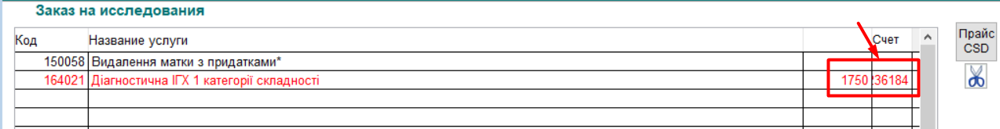 Заказ на исследования
Код Название услуги Счет
Прайс CSD
150058 Видалення матки з придатками*
164021 Діагностична ІГХ 1 категорії складності 1750 36184